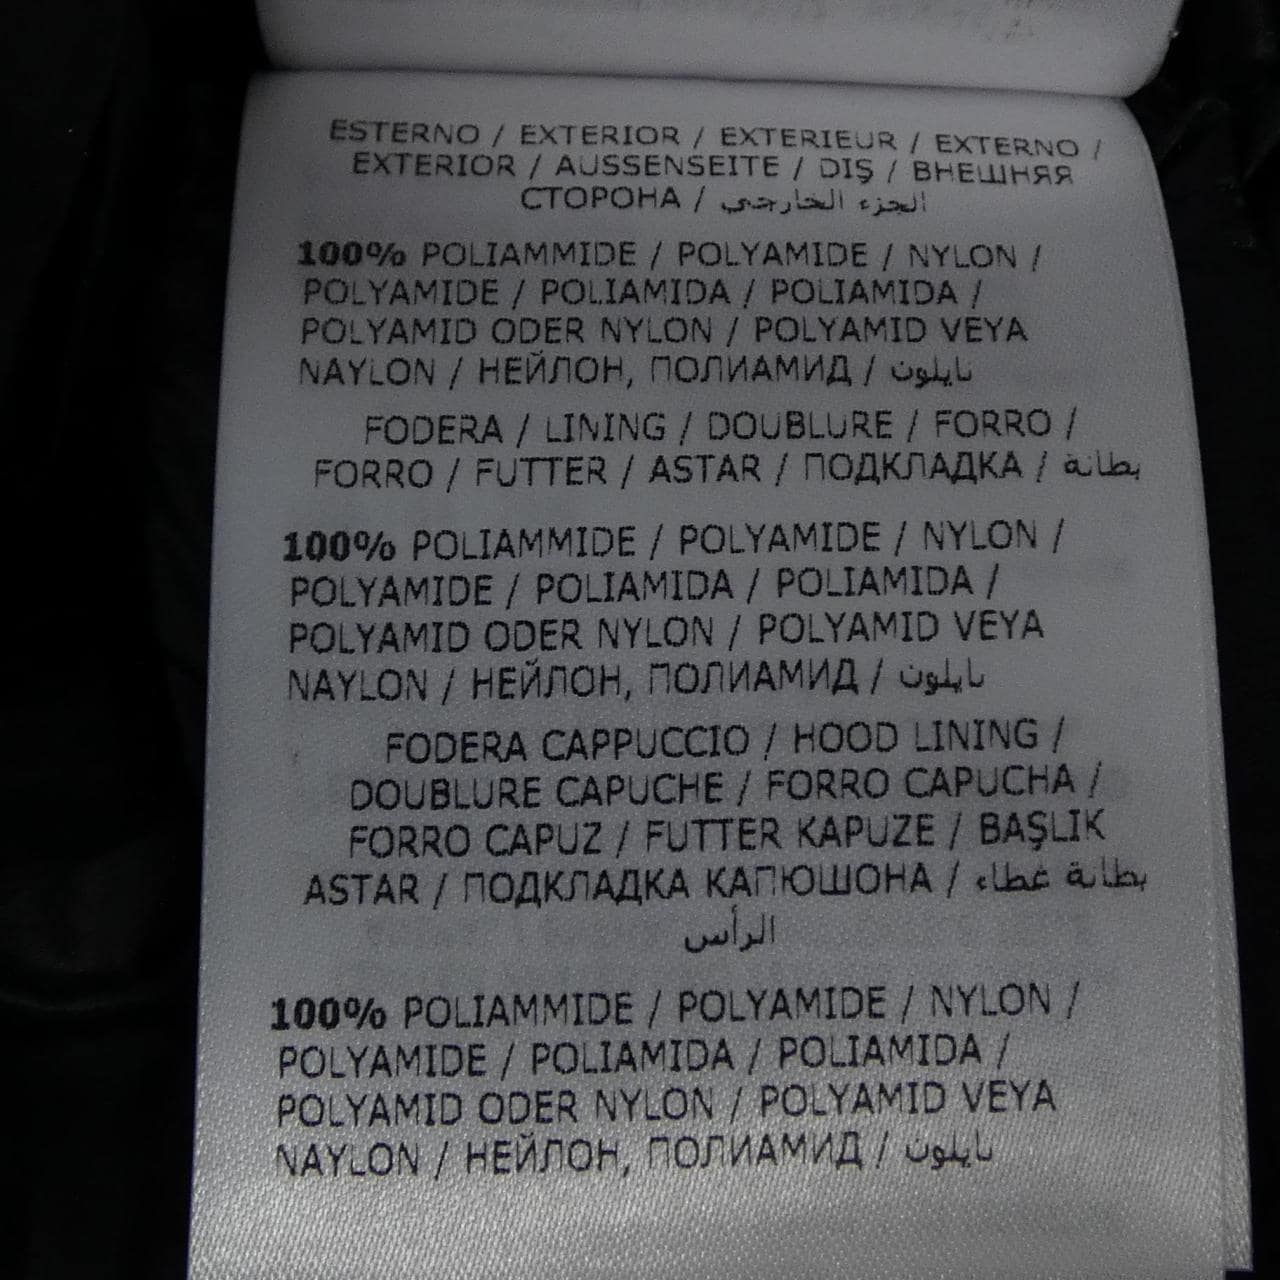 ESTERNO / EXTERIOR / EXTERIEUR / EXTERNO /
EXTERIOR / AUSSENSEITE / DIŞ / ВНЕШНЯЯ
СТОРОНА / الجزء الخارجي
100% POLIAMMIDE / POLYAMIDE / NYLON /
POLYAMIDE / POLIAMIDA / POLIAMIDA /
POLYAMID ODER NYLON / POLYAMID VEYA
NAYLON / НЕЙЛОН, ПОЛИАМИД / نايلون
FODERA / LINING / DOUBLURE / FORRO /
FORRO / FUTTER / ASTAR / ПОДКЛАДКА / بطانة
100% POLIAMMIDE / POLYAMIDE / NYLON /
POLYAMIDE / POLIAMIDA / POLIAMIDA /
POLYAMID ODER NYLON / POLYAMID VEYA
NAYLON / НЕЙЛОН, ПОЛИАМИД / نايلون
FODERA CAPPUCCIO / HOOD LINING /
DOUBLURE CAPUCHE / FORRO CAPUCHA /
FORRO CAPUZ / FUTTER KAPUZE / BAŞLIK
ASTAR / ПОДКЛАДКА КАПЮШОНА / بطانة غطاء
الرأس
100% POLIAMMIDE / POLYAMIDE / NYLON /
POLYAMIDE / POLIAMIDA / POLIAMIDA /
POLYAMID ODER NYLON / POLYAMID VEYA
NAYLON / НЕЙЛОН, ПОЛИАМИД / نايلون